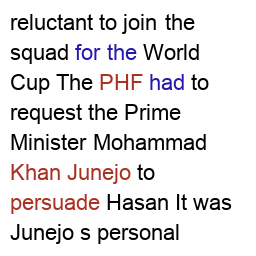 reluctant to join the
squad for the World
Cup The PHF had to
request the Prime
Minister Mohammad
Khan Junejo to
persuade Hasan It was
Junejo s personal